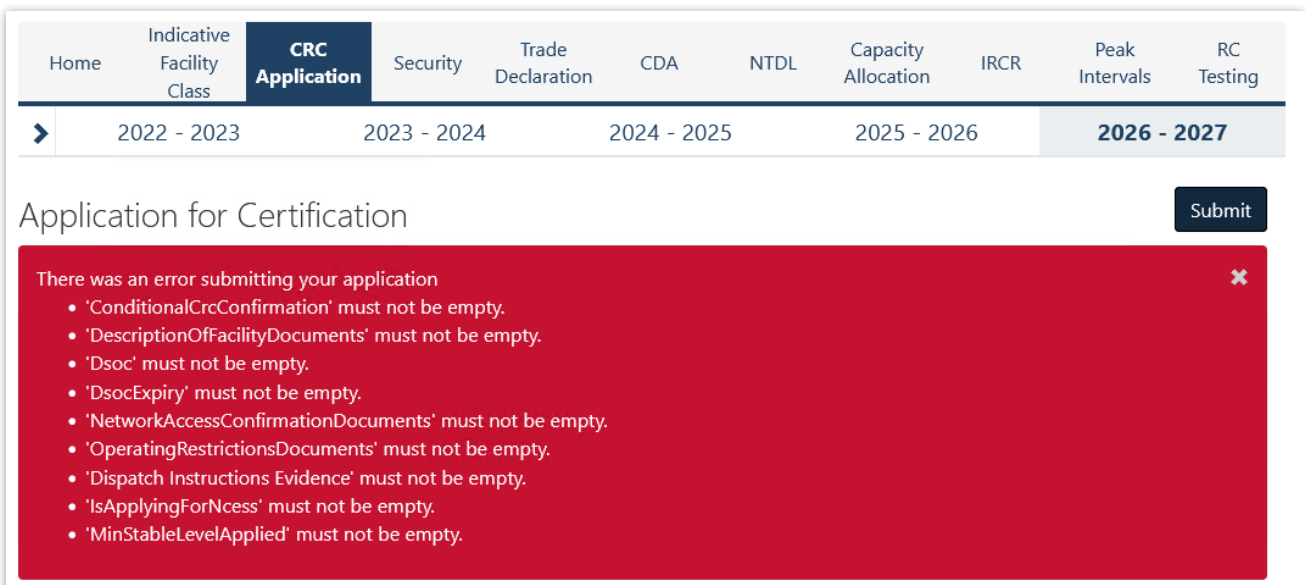 Home
Indicative Facility Class
CRC Application
Security
Trade Declaration
CDA
NTDL
Capacity Allocation
IRCR
Peak Intervals
RC Testing
2022 - 2023
2023 - 2024
2024 - 2025
2025 - 2026
2026 - 2027
Application for Certification
Submit
There was an error submitting your application
• 'ConditionalCrcConfirmation' must not be empty.
• 'DescriptionOfFacilityDocuments' must not be empty.
• 'Dsoc' must not be empty.
• 'DsocExpiry' must not be empty.
• 'NetworkAccessConfirmationDocuments' must not be empty.
• 'OperatingRestrictionsDocuments' must not be empty.
• 'Dispatch Instructions Evidence' must not be empty.
• 'IsApplyingForNcess' must not be empty.
• 'MinStableLevelApplied' must not be empty.